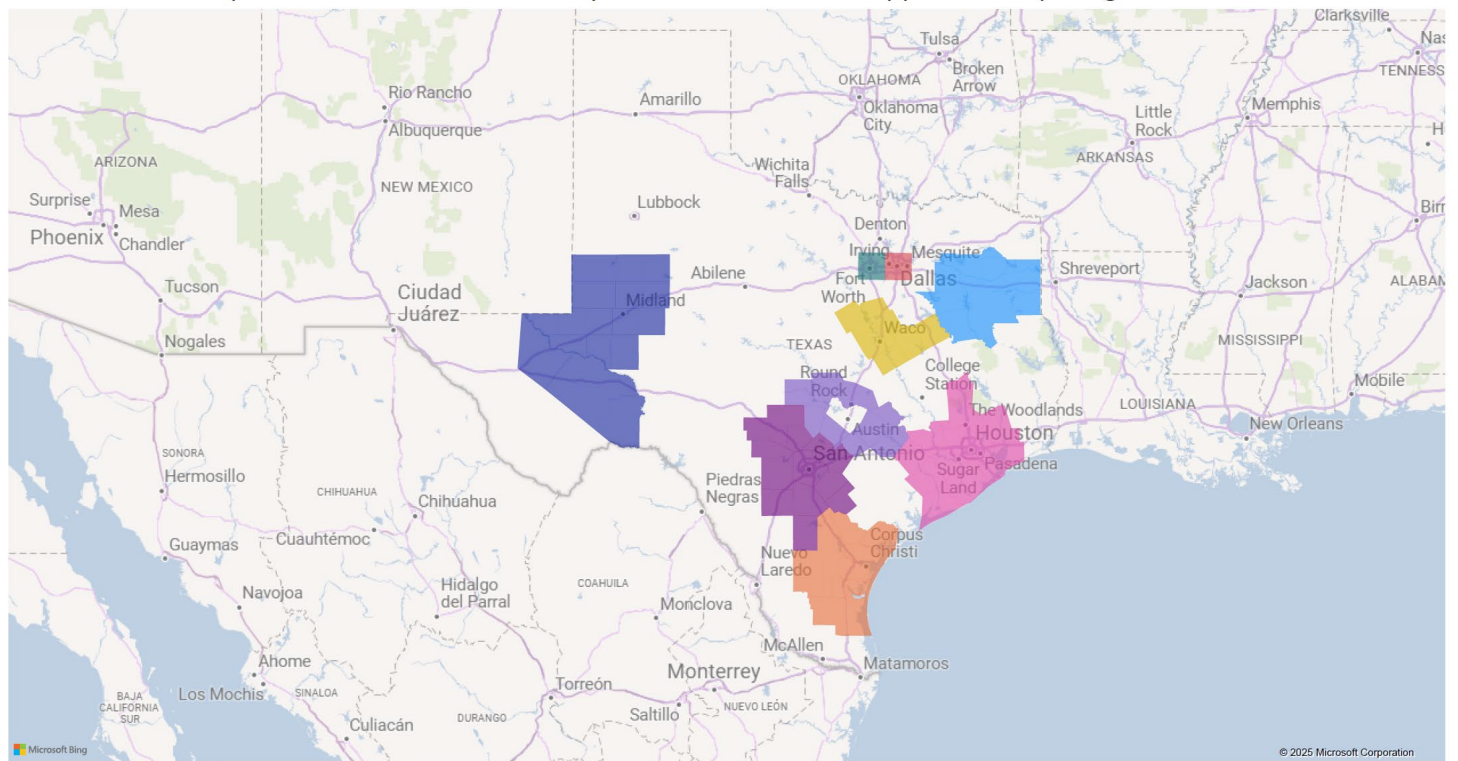 Clarksville
Tulsa
Nas
Broken
Arrow
TENNESS
OKLAHOMA
Rio Rancho
Amarillo
Oklahoma
City
Memphis
Little
Rock
Albuquerque
H
ARIZONA
Wichita
Falls
ARKANSAS
NEW MEXICO
Surprise
Mesa
Lubbock
Birr
Phoenix
Chandler
Denton
Irving
Mesquite
Abilene
Dallas
Shreveport
Tucson
Fort
Worth
Jackson
ALABAM
Ciudad
Juárez
Midland
Waco
Nogales
TEXAS
MISSISSIPPI
Round
Rock
College
Station
Mobile
The Woodlands
LOUISIANA
New Orleans
Austin
Houston
SONORA
San Antonio
Pasadena
Hermosillo
Sugar
Land
Piedras
Negras
CHIHUAHUA
Chihuahua
Cuauhtémoc
Guaymas
Corpus
Christi
Nuevo
Laredo
COAHUILA
Navojoa
Hidalgo
del Parral
Monclova
McAllen
Ahome
Monterrey
Matamoros
Los Mochis
SINALOA
Torreón
BAJA
CALIFORNIA
SUR
DURANGO
Saltillo
NUEVO LEÓN
Culiacán
Microsoft Bing
© 2025 Microsoft Corporation